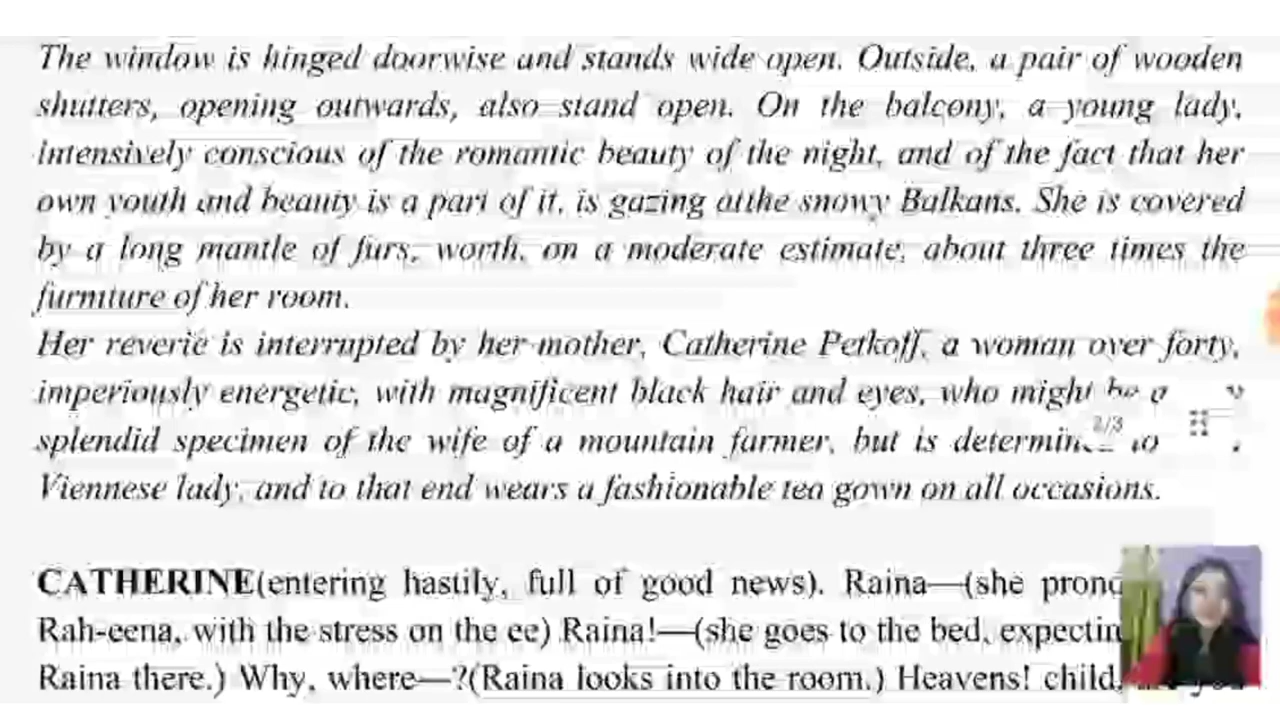 The window is hinged doorwise and stands wide open. Outside, a pair of wooden
shutters, opening outwards, also stand open. On the balcony, a young lady,
intensively conscious of the romantic beauty of the night, and of the fact that her
own youth and beauty is a part of it, is gazing atthe snowy Balkans. She is covered
by a long mantle of furs, worth, on a moderate estimate, about three times the
furniture of her room.
Her reverie is interrupted by her mother, Catherine Petkoff, a woman over forty,
imperiously energetic, with magnificent black hair and eyes, who might be a
2/3
splendid specimen of the wife of a mountain farmer, but is to
Viennese lady, and to that end wears a fashionable tea gown on all occasions.
CATHERINE(entering hastily, full of good news). Raina—(she
Rah-eena, with the stress on the ee) Raina!—(she goes to the bed,
Raina there.) Why, where—?(Raina looks into the room.) Heavens! child,